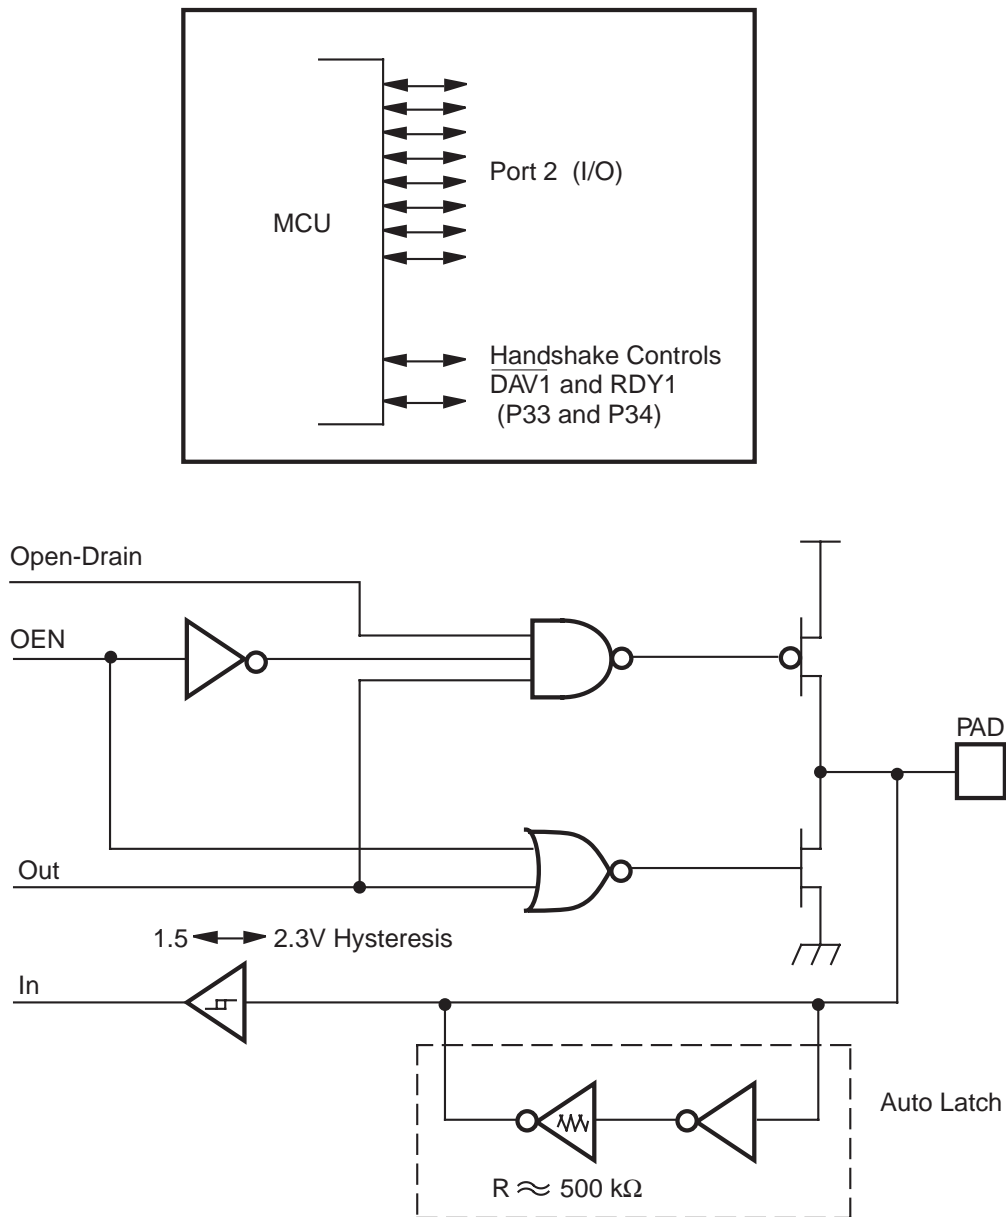 Port 2 (I/O)
MCU
Handshake Controls
D̅A̅V̅1̅ and RDY1
(P33 and P34)
Open-Drain
OEN
PAD
Out
1.5 2.3V Hysteresis
In
Auto Latch
R ≈ 500 kΩ